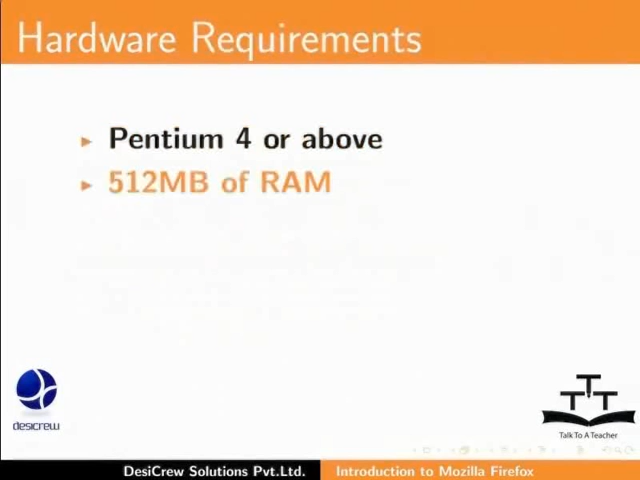 Hardware Requirements
Pentium 4 or above
512MB of RAM
desicrew
TTT
Talk To A Teacher
DesiCrew Solutions Pvt.Ltd. Introduction to Mozilla Firefox